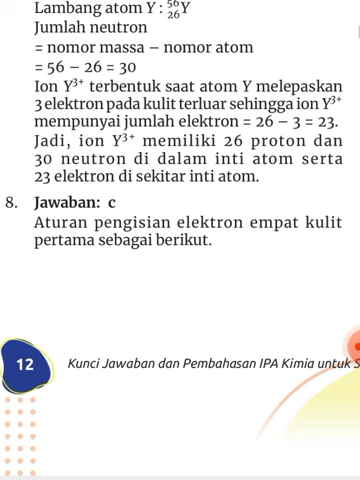 Lambang atom Y : ⁵⁶₂₆Y
Jumlah neutron
= nomor massa – nomor atom
= 56 – 26 = 30
Ion Y³⁺ terbentuk saat atom Y melepaskan
3 elektron pada kulit terluar sehingga ion Y³⁺
mempunyai jumlah elektron = 26 – 3 = 23.
Jadi, ion Y³⁺ memiliki 26 proton dan
30 neutron di dalam inti atom serta
23 elektron di sekitar inti atom.
8. Jawaban: c
Aturan pengisian elektron empat kulit
pertama sebagai berikut.
12 Kunci Jawaban dan Pembahasan IPA Kimia untuk S